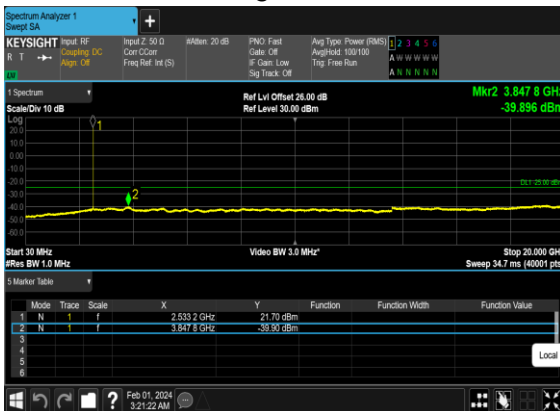 Spectrum Analyzer 1
Swept SA
+
KEYSIGHT Input: RF Input Z: 50 Ω #Atten: 20 dB PNO: Fast Avg Type: Power (RMS) 1 2 3 4 5 6
R T Coupling: DC Corr CCorr Gate: Off Avg|Hold: 100/100 A W W W W W
Align: Off Freq Ref: Int (S) IF Gain: Low Trig: Free Run
LXI Sig Track: Off A N N N N N
1 Spectrum Ref Lvl Offset 26.00 dB Mkr2 3.847 8 GH
Scale/Div 10 dB Ref Level 30.00 dBm -39.896 dBm
Log
20.0
10.0
0.00
-10.0
-20.0
-30.0
-40.0
-50.0
-60.0
1
2
DL1 -25.00 dBm
Start 30 MHz Video BW 3.0 MHz* Stop 20.000 GH
#Res BW 1.0 MHz Sweep 34.7 ms (40001 pts
5 Marker Table
Mode Trace Scale X Y Function Function Width Function Value
1 N 1 f 2.533 2 GHz 21.70 dBm
2 N 1 f 3.847 8 GHz -39.90 dBm
3
4
5
6
Local
? Feb 01, 2024
3:21:22 AM